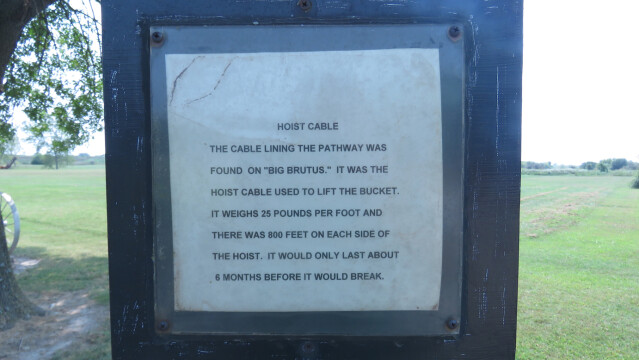 HOIST CABLE
THE CABLE LINING THE PATHWAY WAS
FOUND ON "BIG BRUTUS." IT WAS THE
HOIST CABLE USED TO LIFT THE BUCKET.
IT WEIGHS 25 POUNDS PER FOOT AND
THERE WAS 800 FEET ON EACH SIDE OF
THE HOIST. IT WOULD ONLY LAST ABOUT
6 MONTHS BEFORE IT WOULD BREAK.